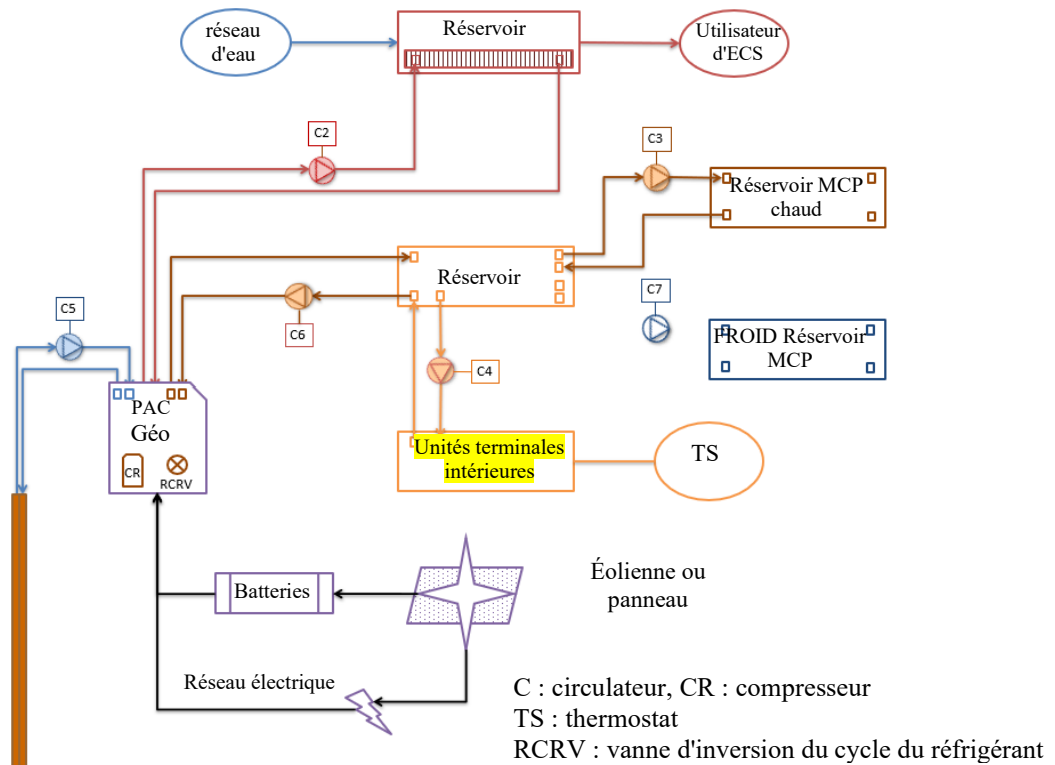 réseau
d'eau
Réservoir
Utilisateur
d'ECS
C2
C3
Réservoir MCP
chaud
Réservoir
C5
C6
C7
FROID Réservoir
MCP
C4
PAC
Géo
CR
RCRV
Unités terminales
intérieures
TS
Batteries
Éolienne ou
panneau
Réseau électrique
C : circulateur, CR : compresseur
TS : thermostat
RCRV : vanne d'inversion du cycle du réfrigérant